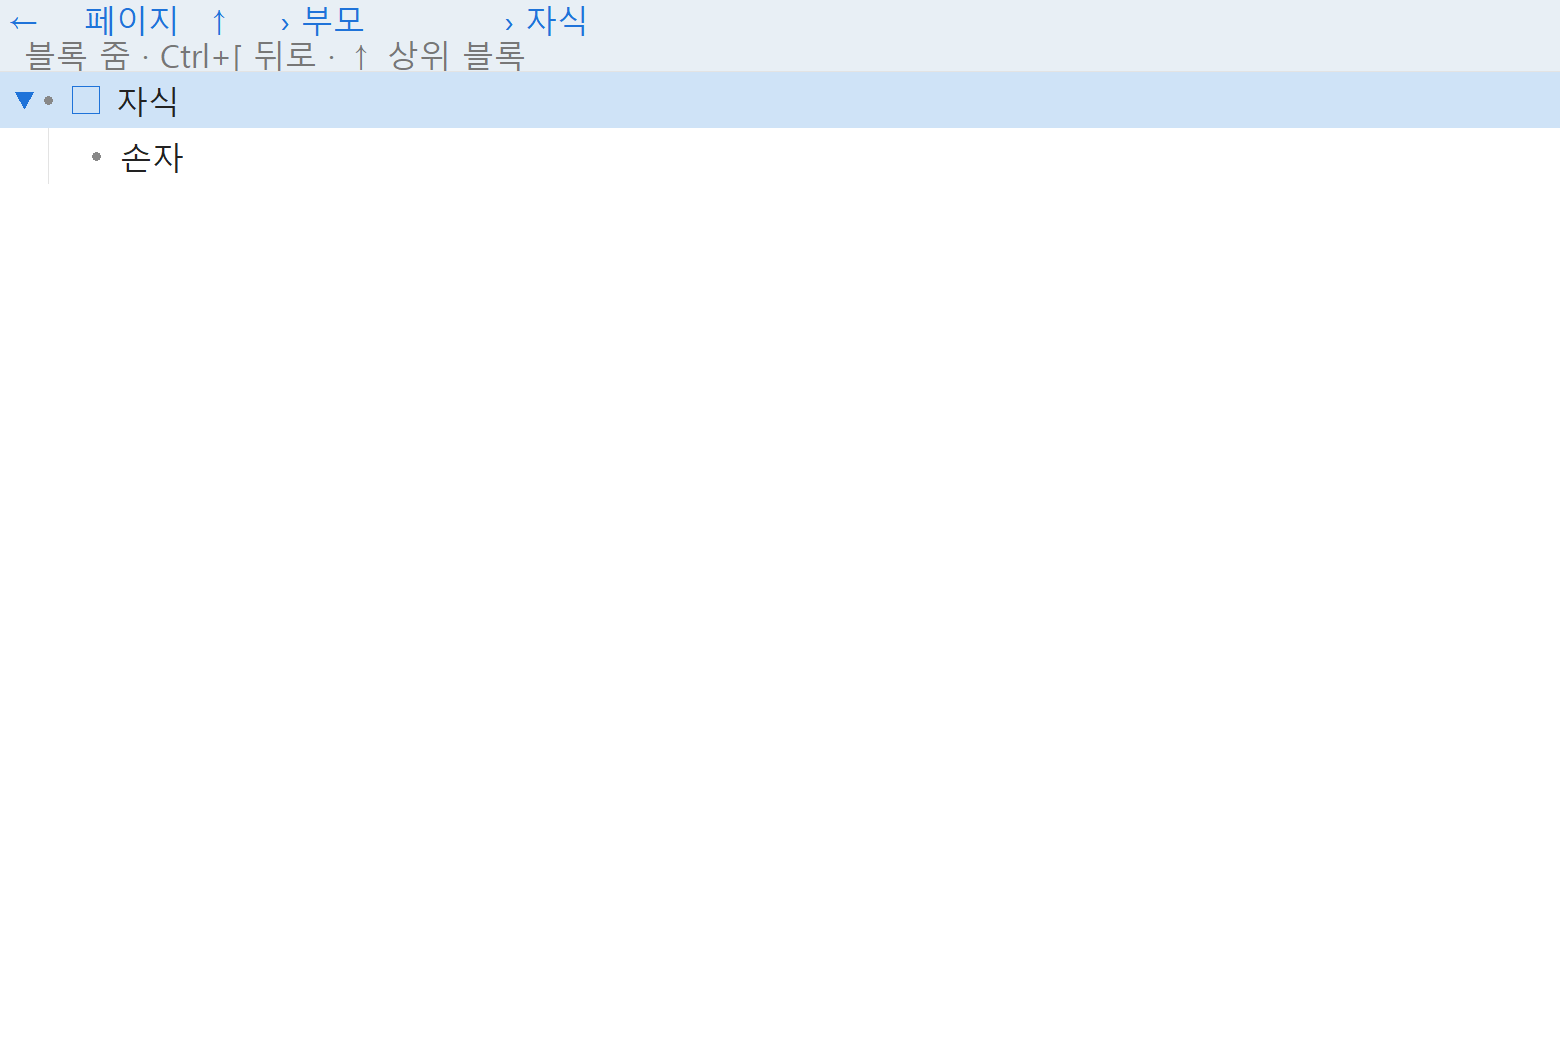 ← 페이지 ↑ › 부모 › 자식
블록 줌 · Ctrl+[ 뒤로 · ↑ 상위 블록
▼ • ☐ 자식
• 손자